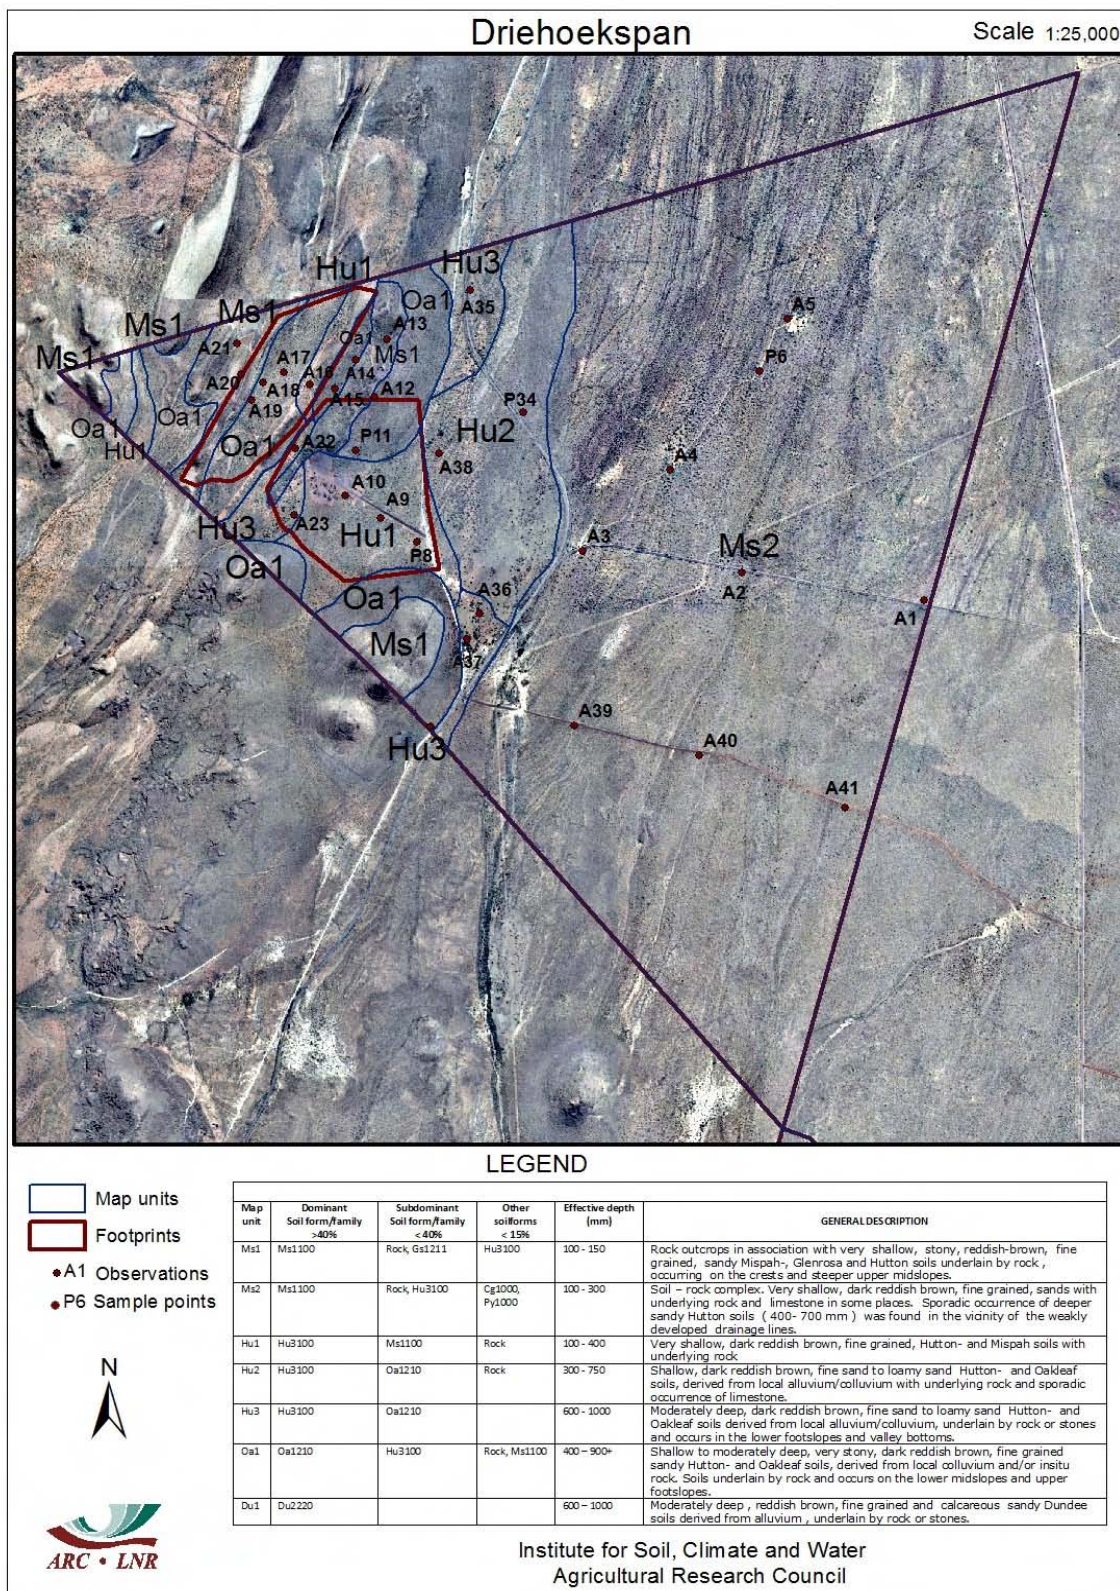 Driehoekspan
Scale 1:25,000
Hu1
Hu3
Oa1
A35
Ms1
Ms1
A13
A5
Ms1
A21
A17
Oa1
Ms1
P6
A20
A18
A16
A14
A19
A15
A12
P34
Oa1
Oa1
Hu1
Oa1
A22
P11
Hu2
A38
A4
A10
A9
A23
Hu1
Hu3
P8
A3
Ms2
Oa1
Oa1
A36
A2
A1
Ms1
A37
A39
Hu3
A40
A41
LEGEND
Map units
Footprints
A1 Observations
P6 Sample points
N
ARC • LNR
Map unit Dominant Soil form/family >40% Subdominant Soil form/family < 40% Other soilforms < 15% Effective depth (mm) GENERAL DESCRIPTION
Ms1 Ms1100 Rock, Gs1211 Hu3100 100 - 150 Rock outcrops in association with very shallow, stony, reddish-brown, fine
grained, sandy Mispah-, Glenrosa and Hutton soils underlain by rock ,
occurring on the crests and steeper upper midslopes.
Ms2 Ms1100 Rock, Hu3100 Cg1000, Py1000 100 - 300 Soil – rock complex. Very shallow, dark reddish brown, fine grained, sands with
underlying rock and limestone in some places. Sporadic occurrence of deeper
sandy Hutton soils ( 400- 700 mm ) was found in the vicinity of the weakly
developed drainage lines.
Hu1 Hu3100 Ms1100 Rock 100 - 400 Very shallow, dark reddish brown, fine grained, Hutton- and Mispah soils with
underlying rock
Hu2 Hu3100 Oa1210 Rock 300 - 750 Shallow, dark reddish brown, fine sand to loamy sand Hutton- and Oakleaf
soils, derived from local alluvium/colluvium with underlying rock and sporadic
occurrence of limestone.
Hu3 Hu3100 Oa1210 600 - 1000 Moderately deep, dark reddish brown, fine sand to loamy sand Hutton- and
Oakleaf soils derived from local alluvium/colluvium, underlain by rock or stones
and occurs in the lower footslopes and valley bottoms.
Oa1 Oa1210 Hu3100 Rock, Ms1100 400 – 900+ Shallow to moderately deep, very stony, dark reddish brown, fine grained
sandy Hutton- and Oakleaf soils, derived from local colluvium and/or insitu
rock. Soils underlain by rock and occurs on the lower midslopes and upper
footslopes.
Du1 Du2220 600 – 1000 Moderately deep , reddish brown, fine grained and calcareous sandy Dundee
soils derived from alluvium , underlain by rock or stones.
Institute for Soil, Climate and Water
Agricultural Research Council